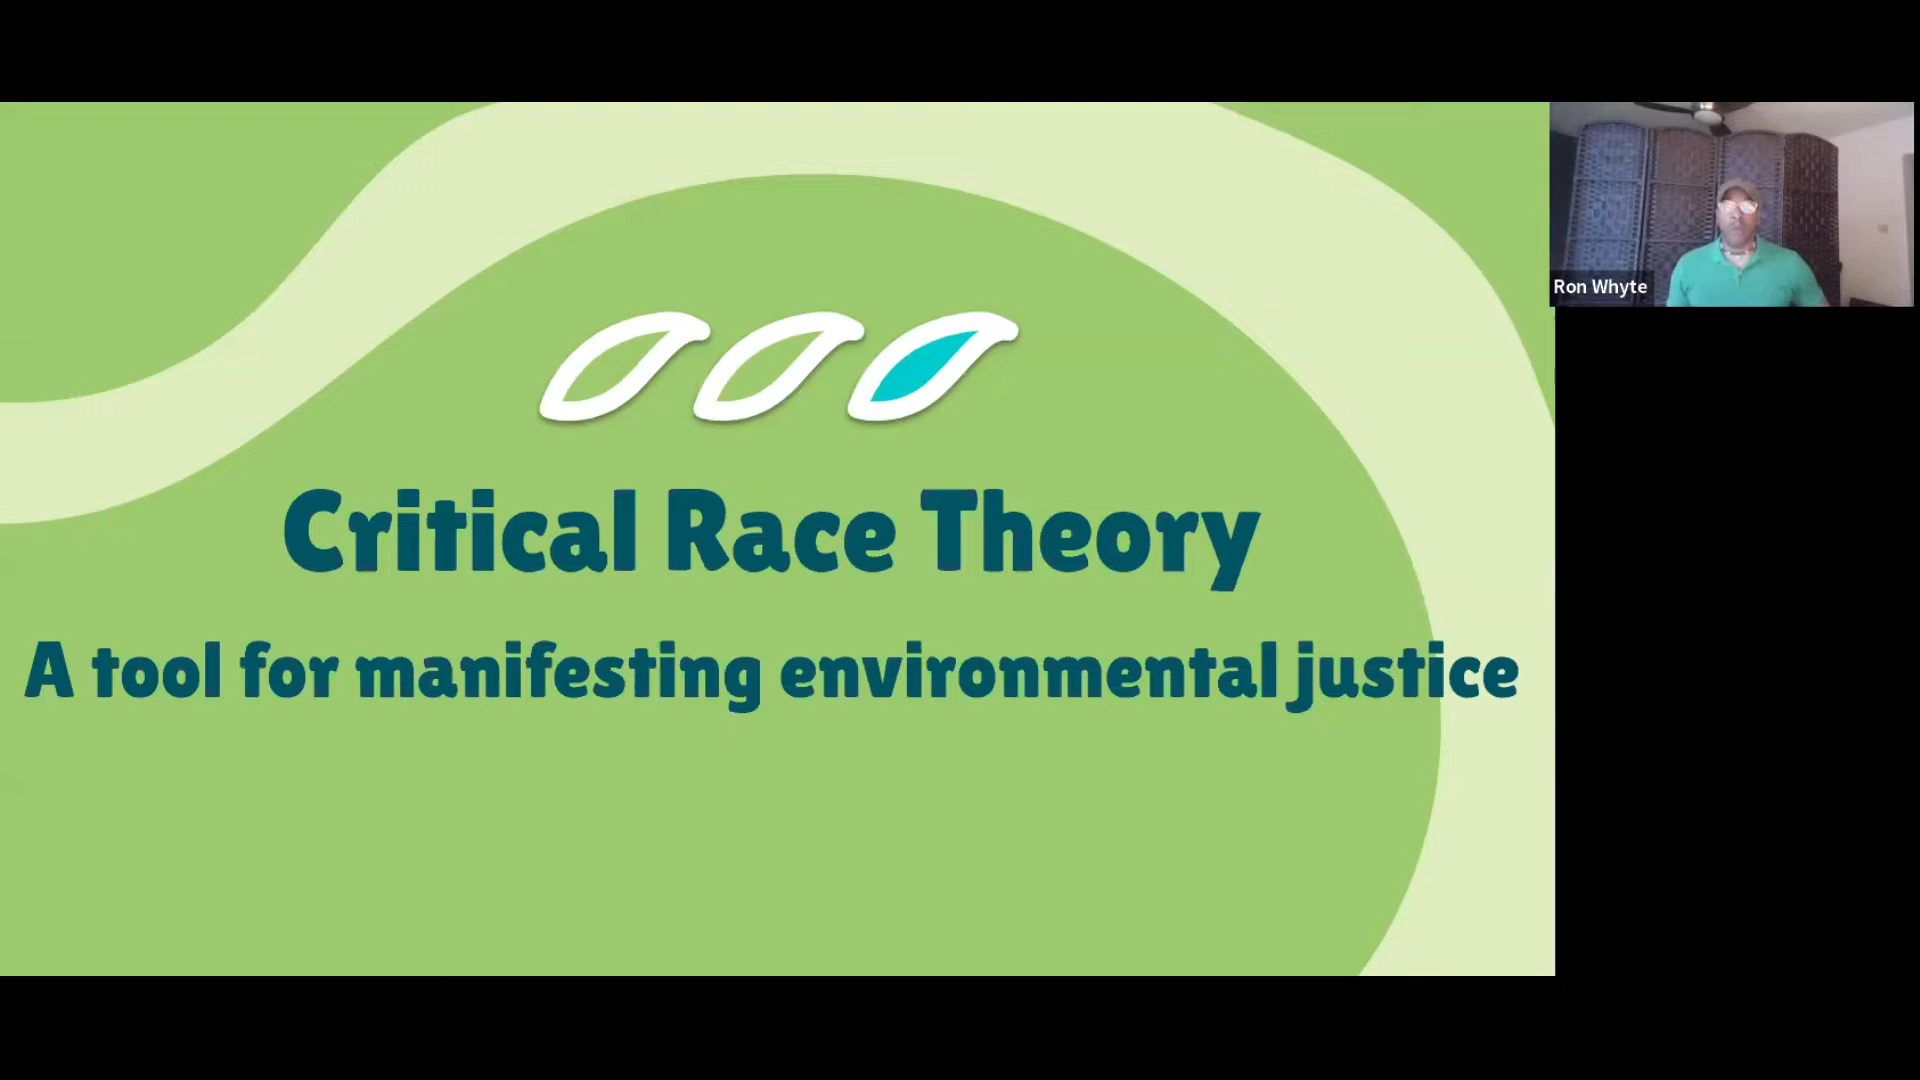 Critical Race Theory
A tool for manifesting environmental justice
Ron Whyte